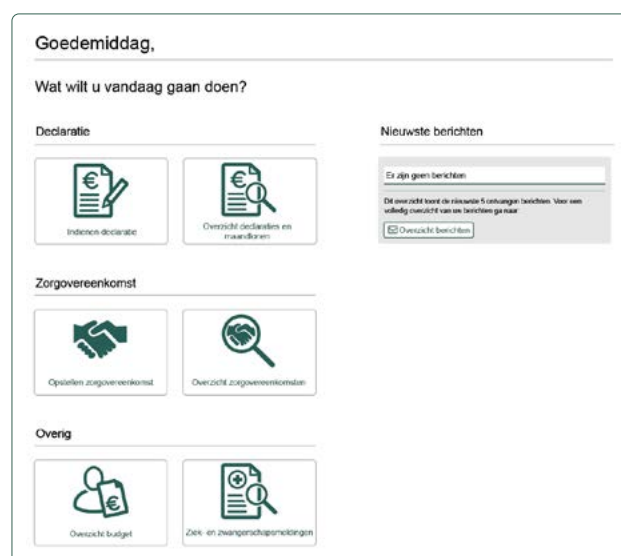 Goedemiddag,
Wat wilt u vandaag gaan doen?
Declaratie
Indienen declaratie
Overzicht declaraties en
maandlonen
Zorgovereenkomst
Opstellen zorgovereenkomst
Overzicht zorgovereenkomsten
Overig
Overzicht budget
Ziek- en zwangerschapsmeldingen
Nieuwste berichten
Er zijn geen berichten
Dit overzicht toont de nieuwste 5 ontvangen berichten. Voor een
volledig overzicht van uw berichten ga naar:
Overzicht berichten